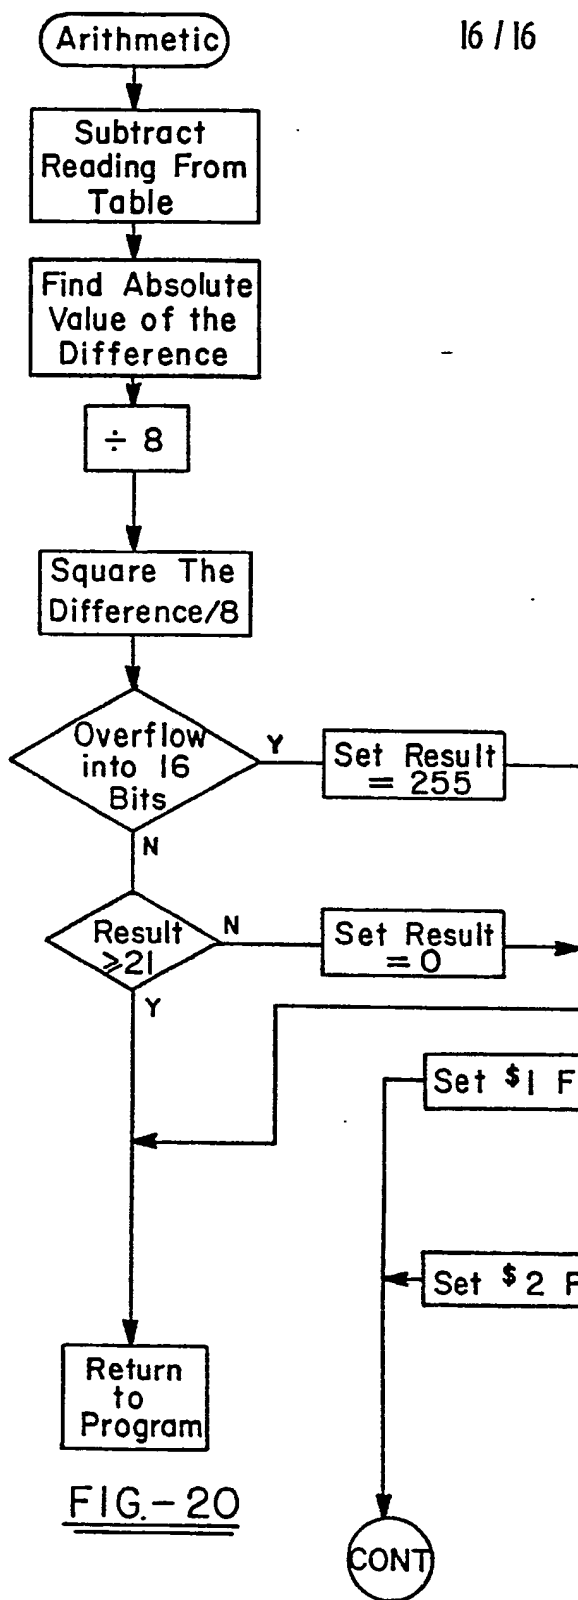 Arithmetic
16 / 16
Subtract
Reading From
Table
Find Absolute
Value of the
Difference
÷ 8
Square The
Difference/8
Overflow
into 16
Bits
Y
Set Result
= 255
N
Result
⩾21
N
Set Result
= 0
Y
Set $1 F
Set $2 F
Return
to
Program
FIG.-20
CONT